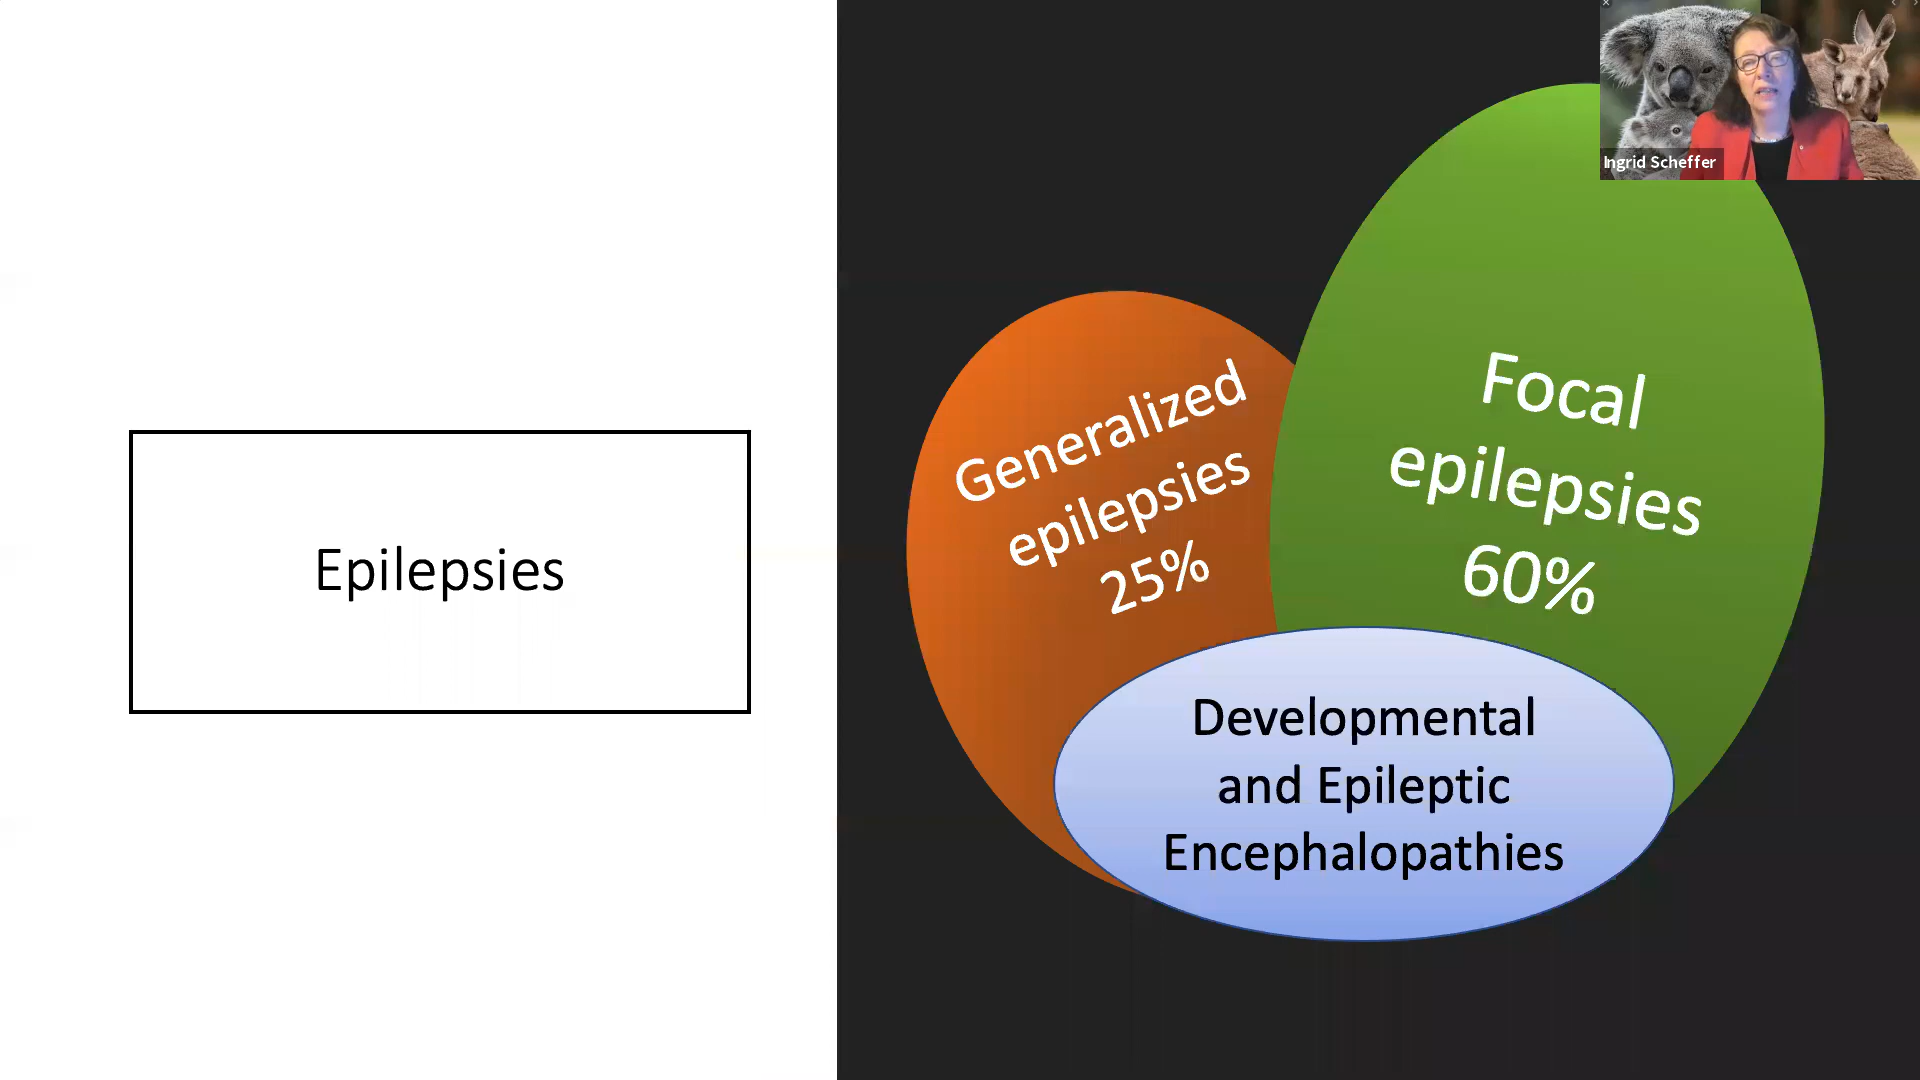 Epilepsies
Generalized
epilepsies
25%
Focal
epilepsies
60%
Developmental
and Epileptic
Encephalopathies
Ingrid Scheffer